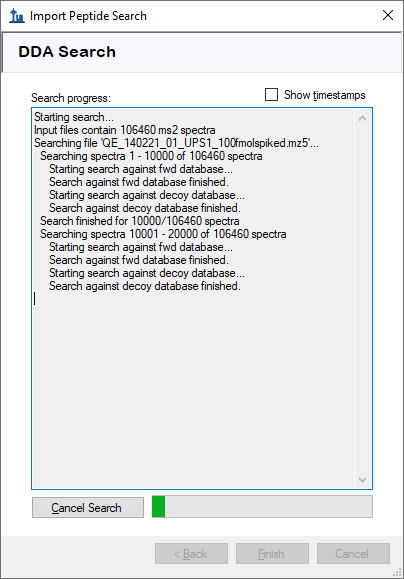 Import Peptide Search
DDA Search
Search progress:
Show timestamps
Starting search...
Input files contain 106460 ms2 spectra
Searching file 'QE_140221_01_UPS1_100fmolspiked.mz5'...
Searching spectra 1 - 10000 of 106460 spectra
Starting search against fwd database...
Search against fwd database finished.
Starting search against decoy database...
Search against decoy database finished.
Search finished for 10000/106460 spectra
Searching spectra 10001 - 20000 of 106460 spectra
Starting search against fwd database...
Search against fwd database finished.
Starting search against decoy database...
Search against decoy database finished.
Cancel Search
< Back
Finish
Cancel